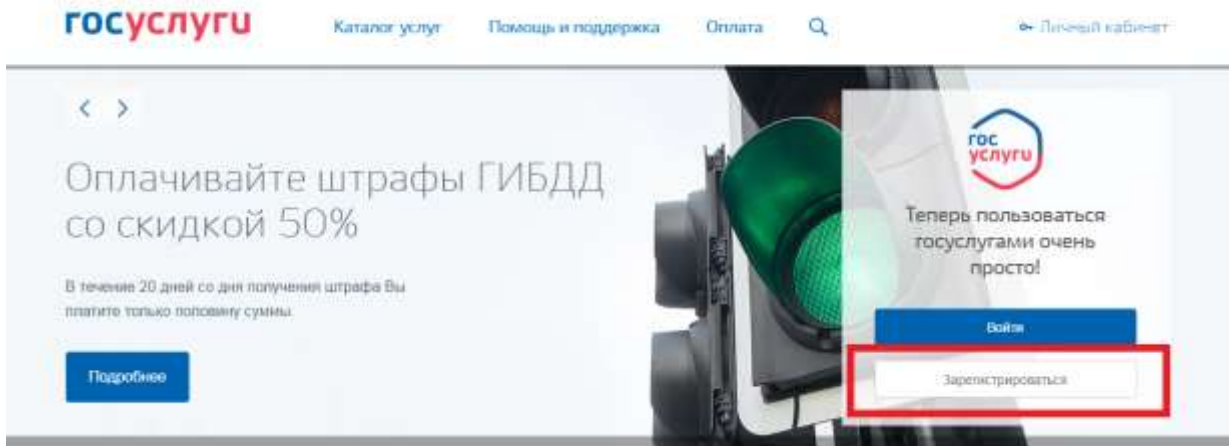 госуслуги
Каталог услуг
Помощь и поддержка
Оплата
Личный кабинет
Оплачивайте штрафы ГИБДД
со скидкой 50%
В течение 20 дней со дня получения штрафа Вы
платите только половину суммы.
Подробнее
гос
услуги
Теперь пользоваться
госуслугами очень
просто!
Войти
Зарегистрироваться